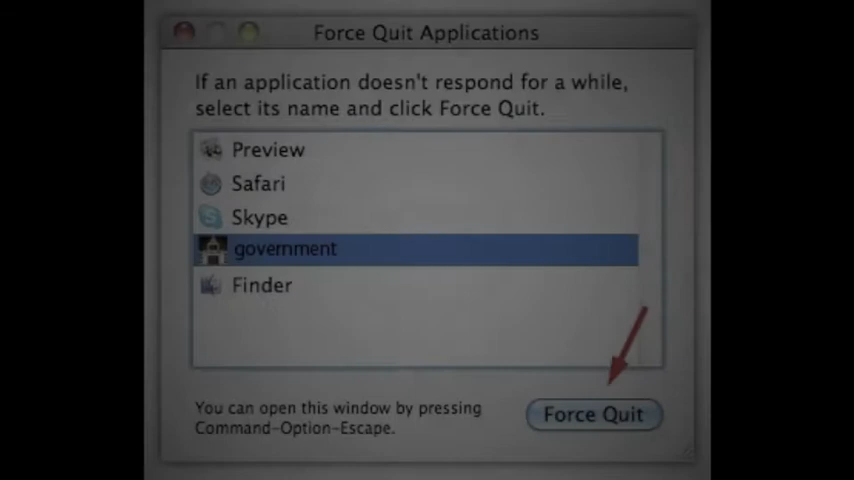 Force Quit Applications
If an application doesn't respond for a while,
select its name and click Force Quit.
Preview
Safari
Skype
government
Finder
You can open this window by pressing
Command-Option-Escape.
Force Quit